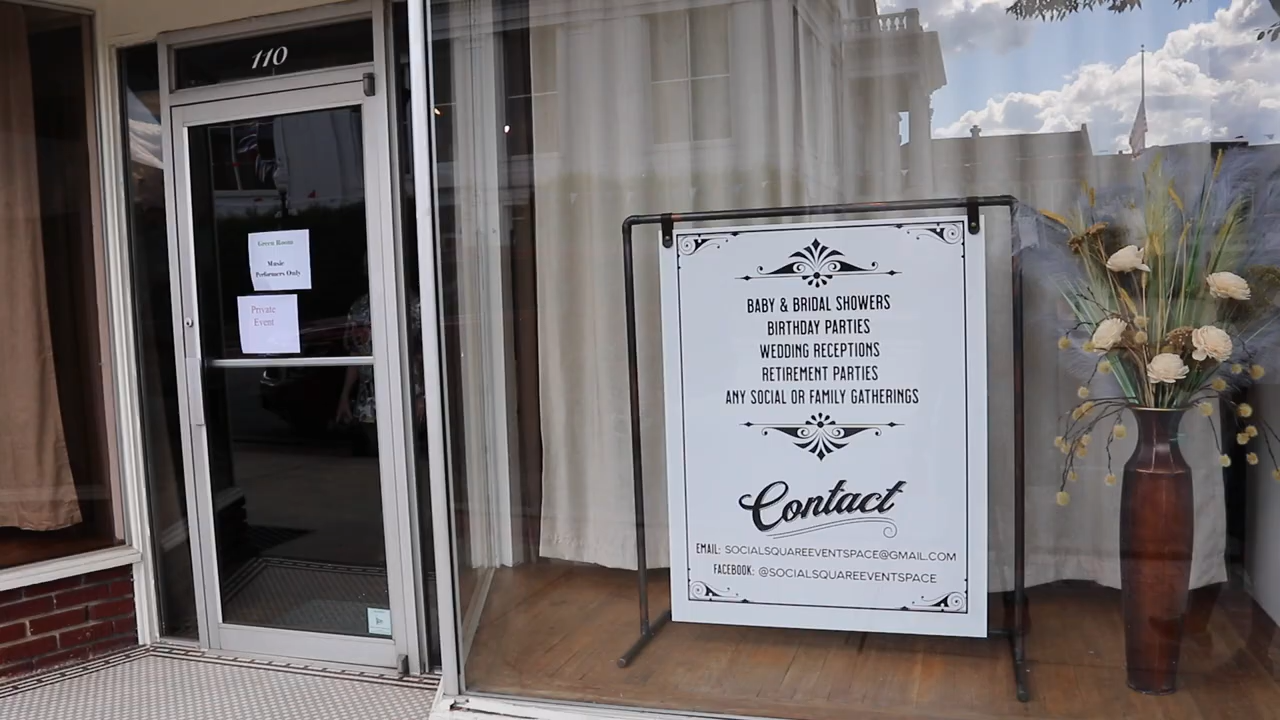 110
Green Room
Music
Performers Only
Private
Event
BABY & BRIDAL SHOWERS
BIRTHDAY PARTIES
WEDDING RECEPTIONS
RETIREMENT PARTIES
ANY SOCIAL OR FAMILY GATHERINGS
Contact
EMAIL: SOCIALSQUAREEVENTSPACE@GMAIL.COM
FACEBOOK: @SOCIALSQUAREEVENTSPACE